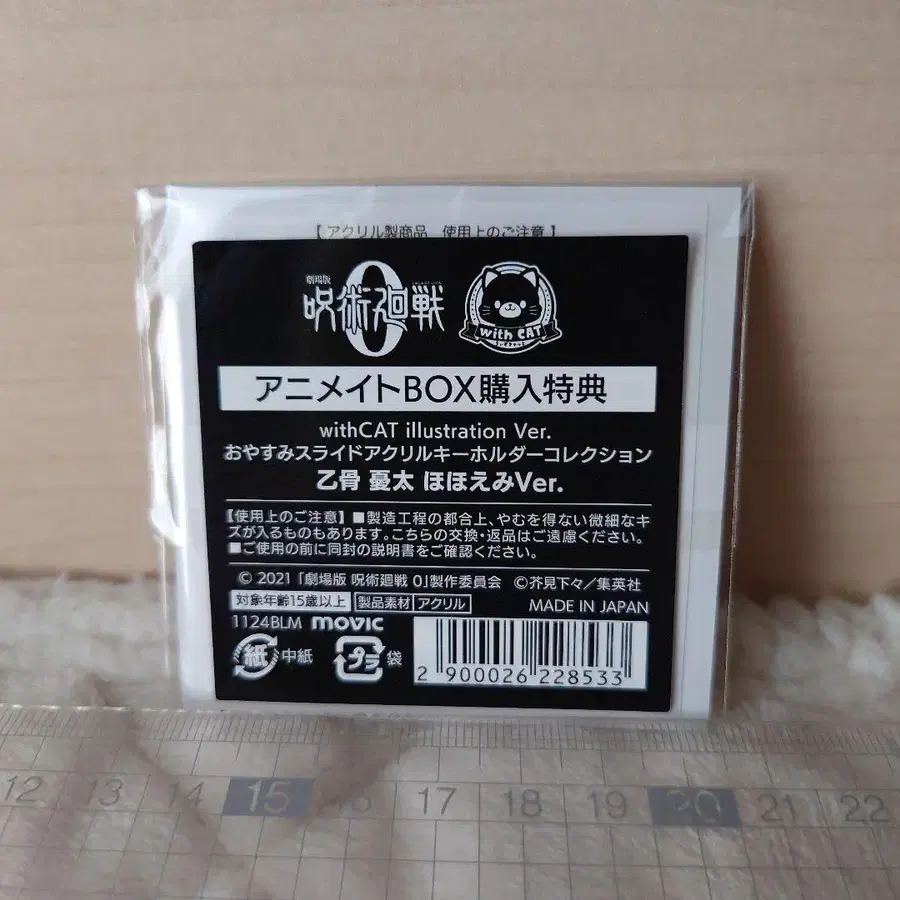 【アクリル製商品 使用上のご注意】
劇場版
呪術廻戦
0
with CAT
アニメイトBOX購入特典
withCAT illustration Ver.
おやすみスライドアクリルキーホルダーコレクション
乙骨 憂太 ほほえみVer.
【使用上のご注意】■製造工程の都合上、やむを得ない微細なキ
ズが入るものもあります。こちらの交換・返品はご遠慮ください。
■ご使用の前に同封の説明書をご確認ください。
© 2021「劇場版 呪術廻戦 0」製作委員会 ©芥見下々／集英社
対象年齢15歳以上 製品素材 アクリル MADE IN JAPAN
1124BLM movic
紙 中紙 プラ 袋
2 900026 228533
12 13 14 15 16 17 18 19 20 21 22